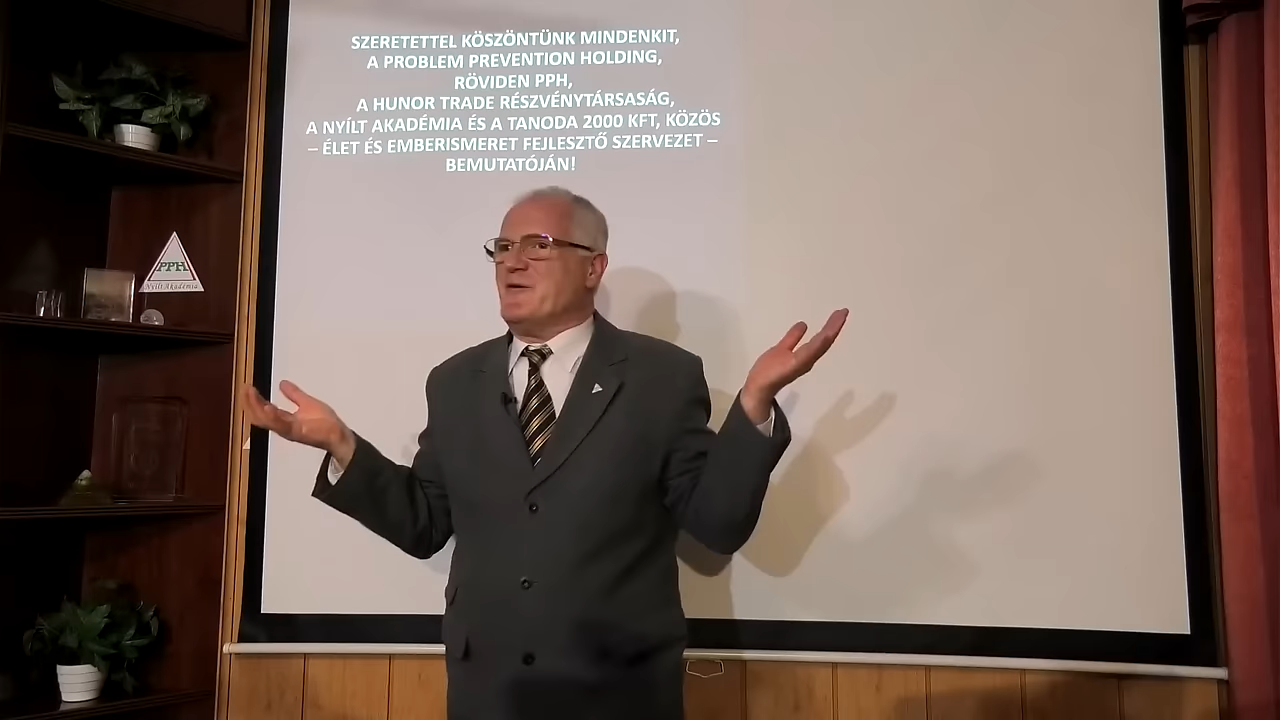 SZERETETTEL KÖSZÖNTÜNK MINDENKIT,
A PROBLEM PREVENTION HOLDING,
RÖVIDEN PPH,
A HUNOR TRADE RÉSZVÉNYTÁRSASÁG,
A NYÍLT AKADÉMIA ÉS A TANODA 2000 KFT, KÖZÖS
– ÉLET ÉS EMBERISMERET FEJLESZTŐ SZERVEZET –
BEMUTATÓJÁN!
PPH
Nyílt Akadémia